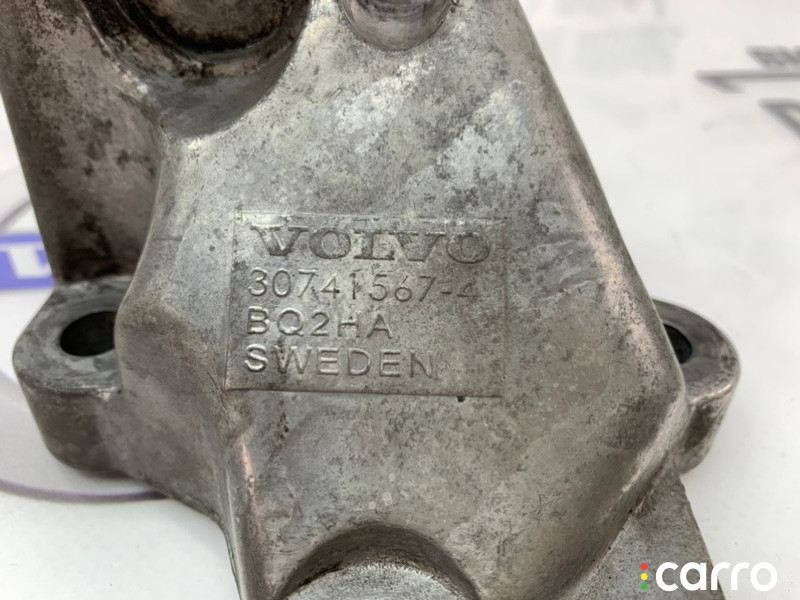 VOLVO
30741567-4
BQ2HA
SWEDEN
carro